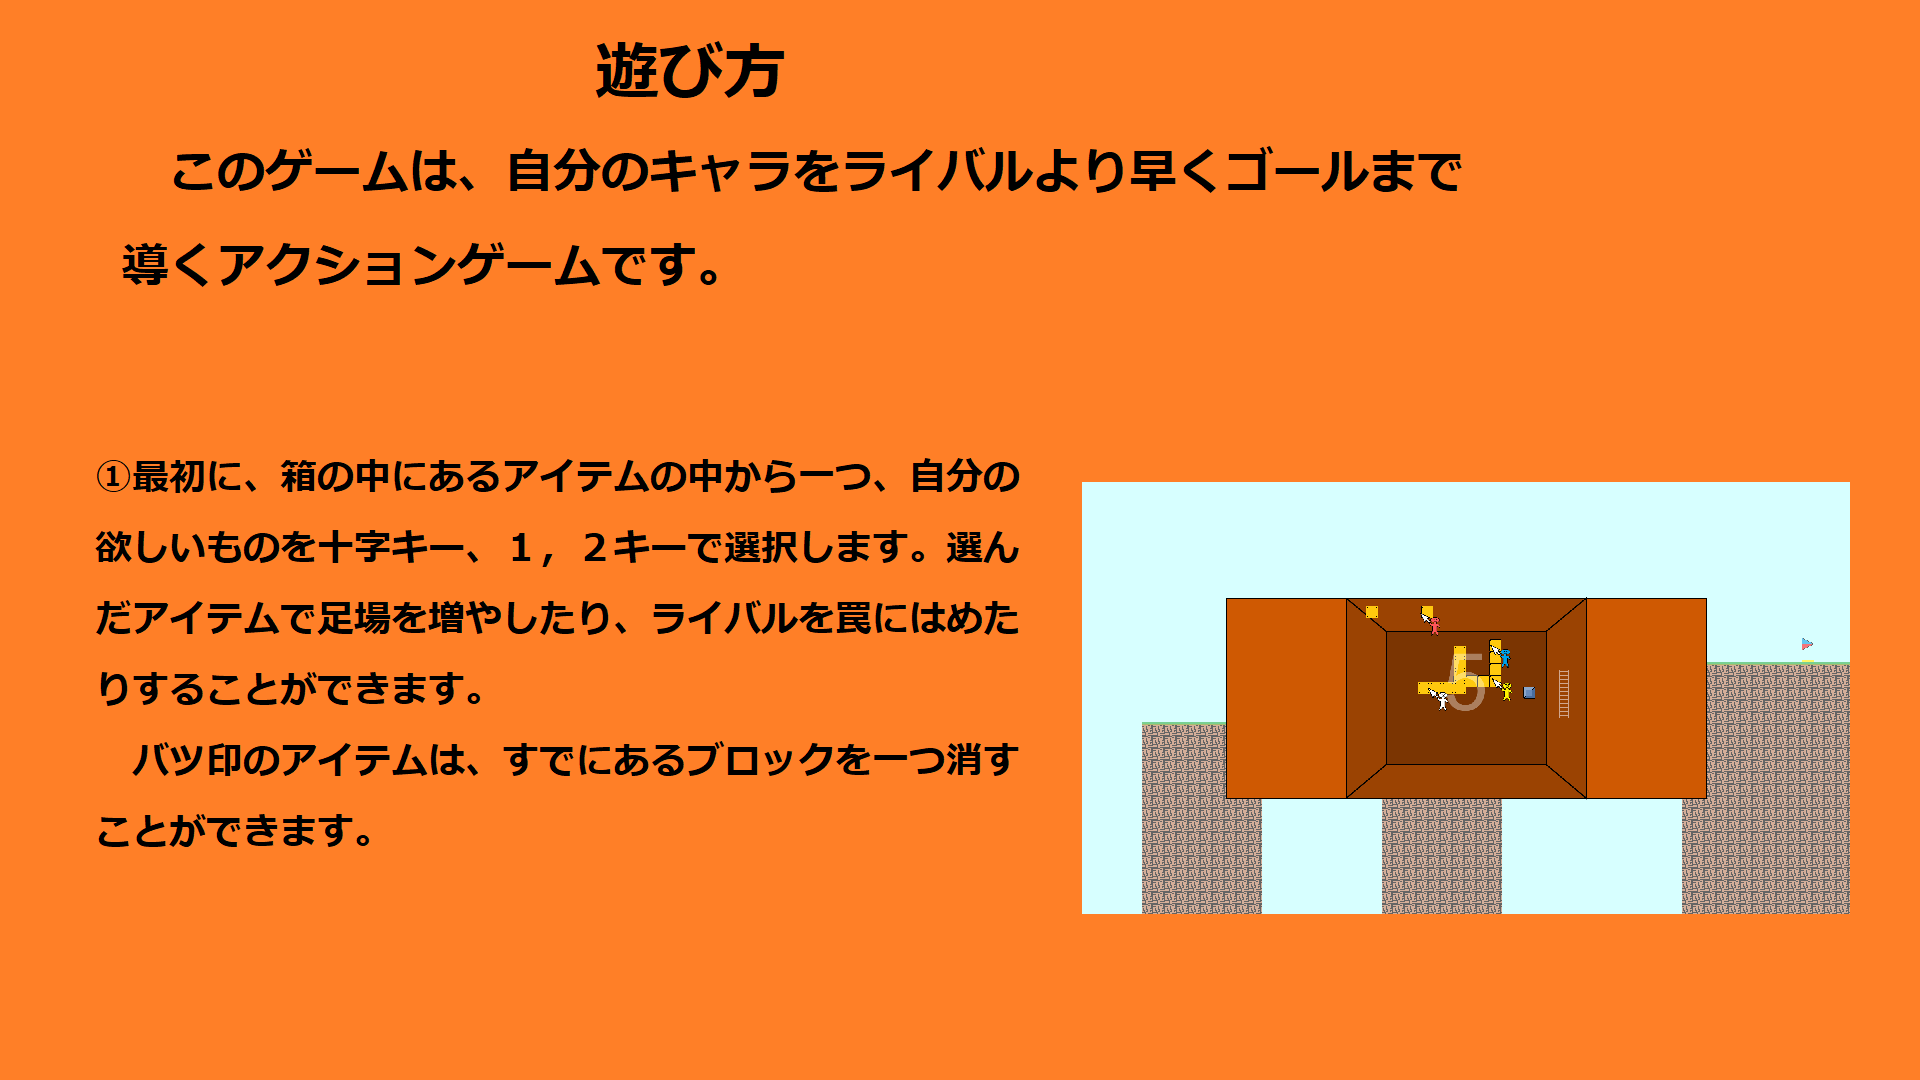 遊び方
このゲームは、自分のキャラをライバルより早くゴールまで
導くアクションゲームです。
①最初に、箱の中にあるアイテムの中から一つ、自分の
欲しいものを十字キー、１，２キーで選択します。選ん
だアイテムで足場を増やしたり、ライバルを罠にはめた
りすることができます。
　バツ印のアイテムは、すでにあるブロックを一つ消す
ことができます。
5